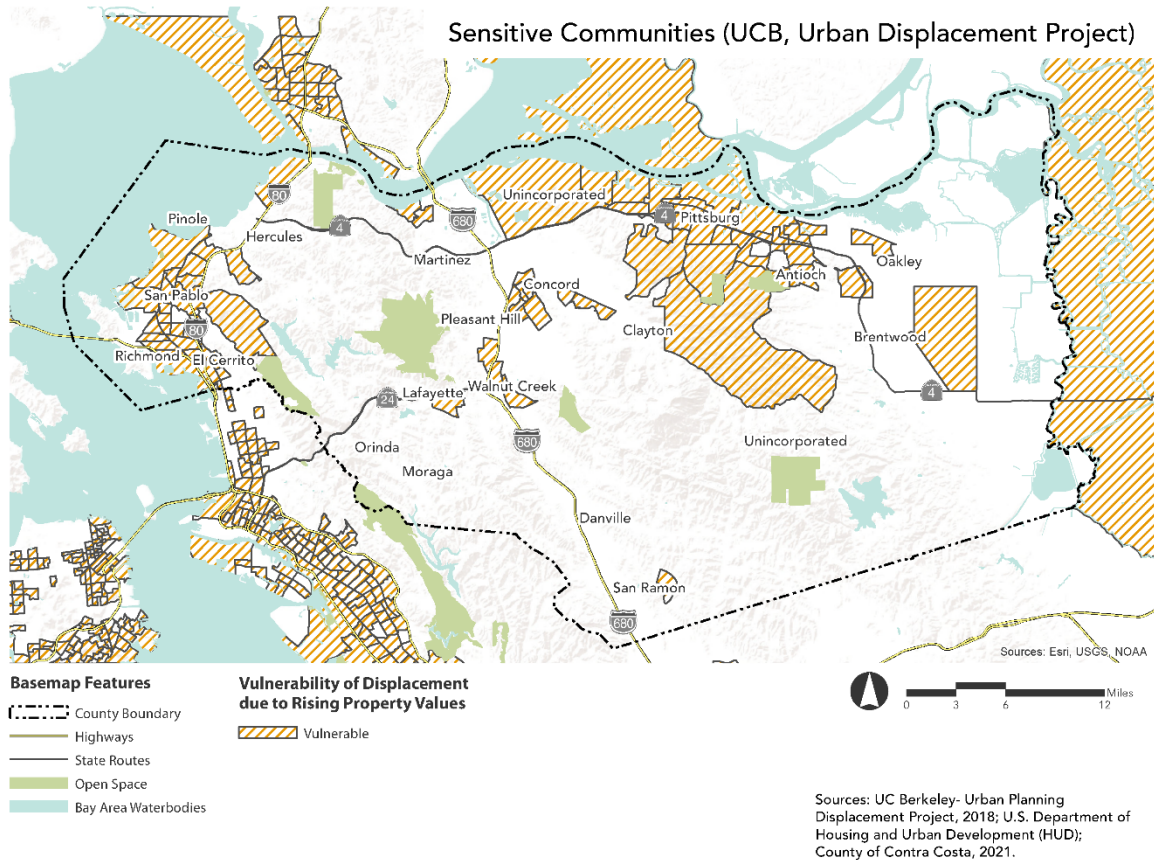 Sensitive Communities (UCB, Urban Displacement Project)
80
Unincorporated
Pinole
680
4
Pittsburg
Hercules
4
Martinez
Oakley
Antioch
Concord
San Pablo
80
Pleasant Hill
Clayton
Brentwood
Richmond
El Cerrito
Lafayette
Walnut Creek
24
4
680
Orinda
Unincorporated
Moraga
Danville
San Ramon
680
Sources: Esri, USGS, NOAA
Basemap Features
County Boundary
Highways
State Routes
Open Space
Bay Area Waterbodies
Vulnerability of Displacement
due to Rising Property Values
Vulnerable
Miles
0 3 6 12
Sources: UC Berkeley- Urban Planning
Displacement Project, 2018; U.S. Department of
Housing and Urban Development (HUD);
County of Contra Costa, 2021.